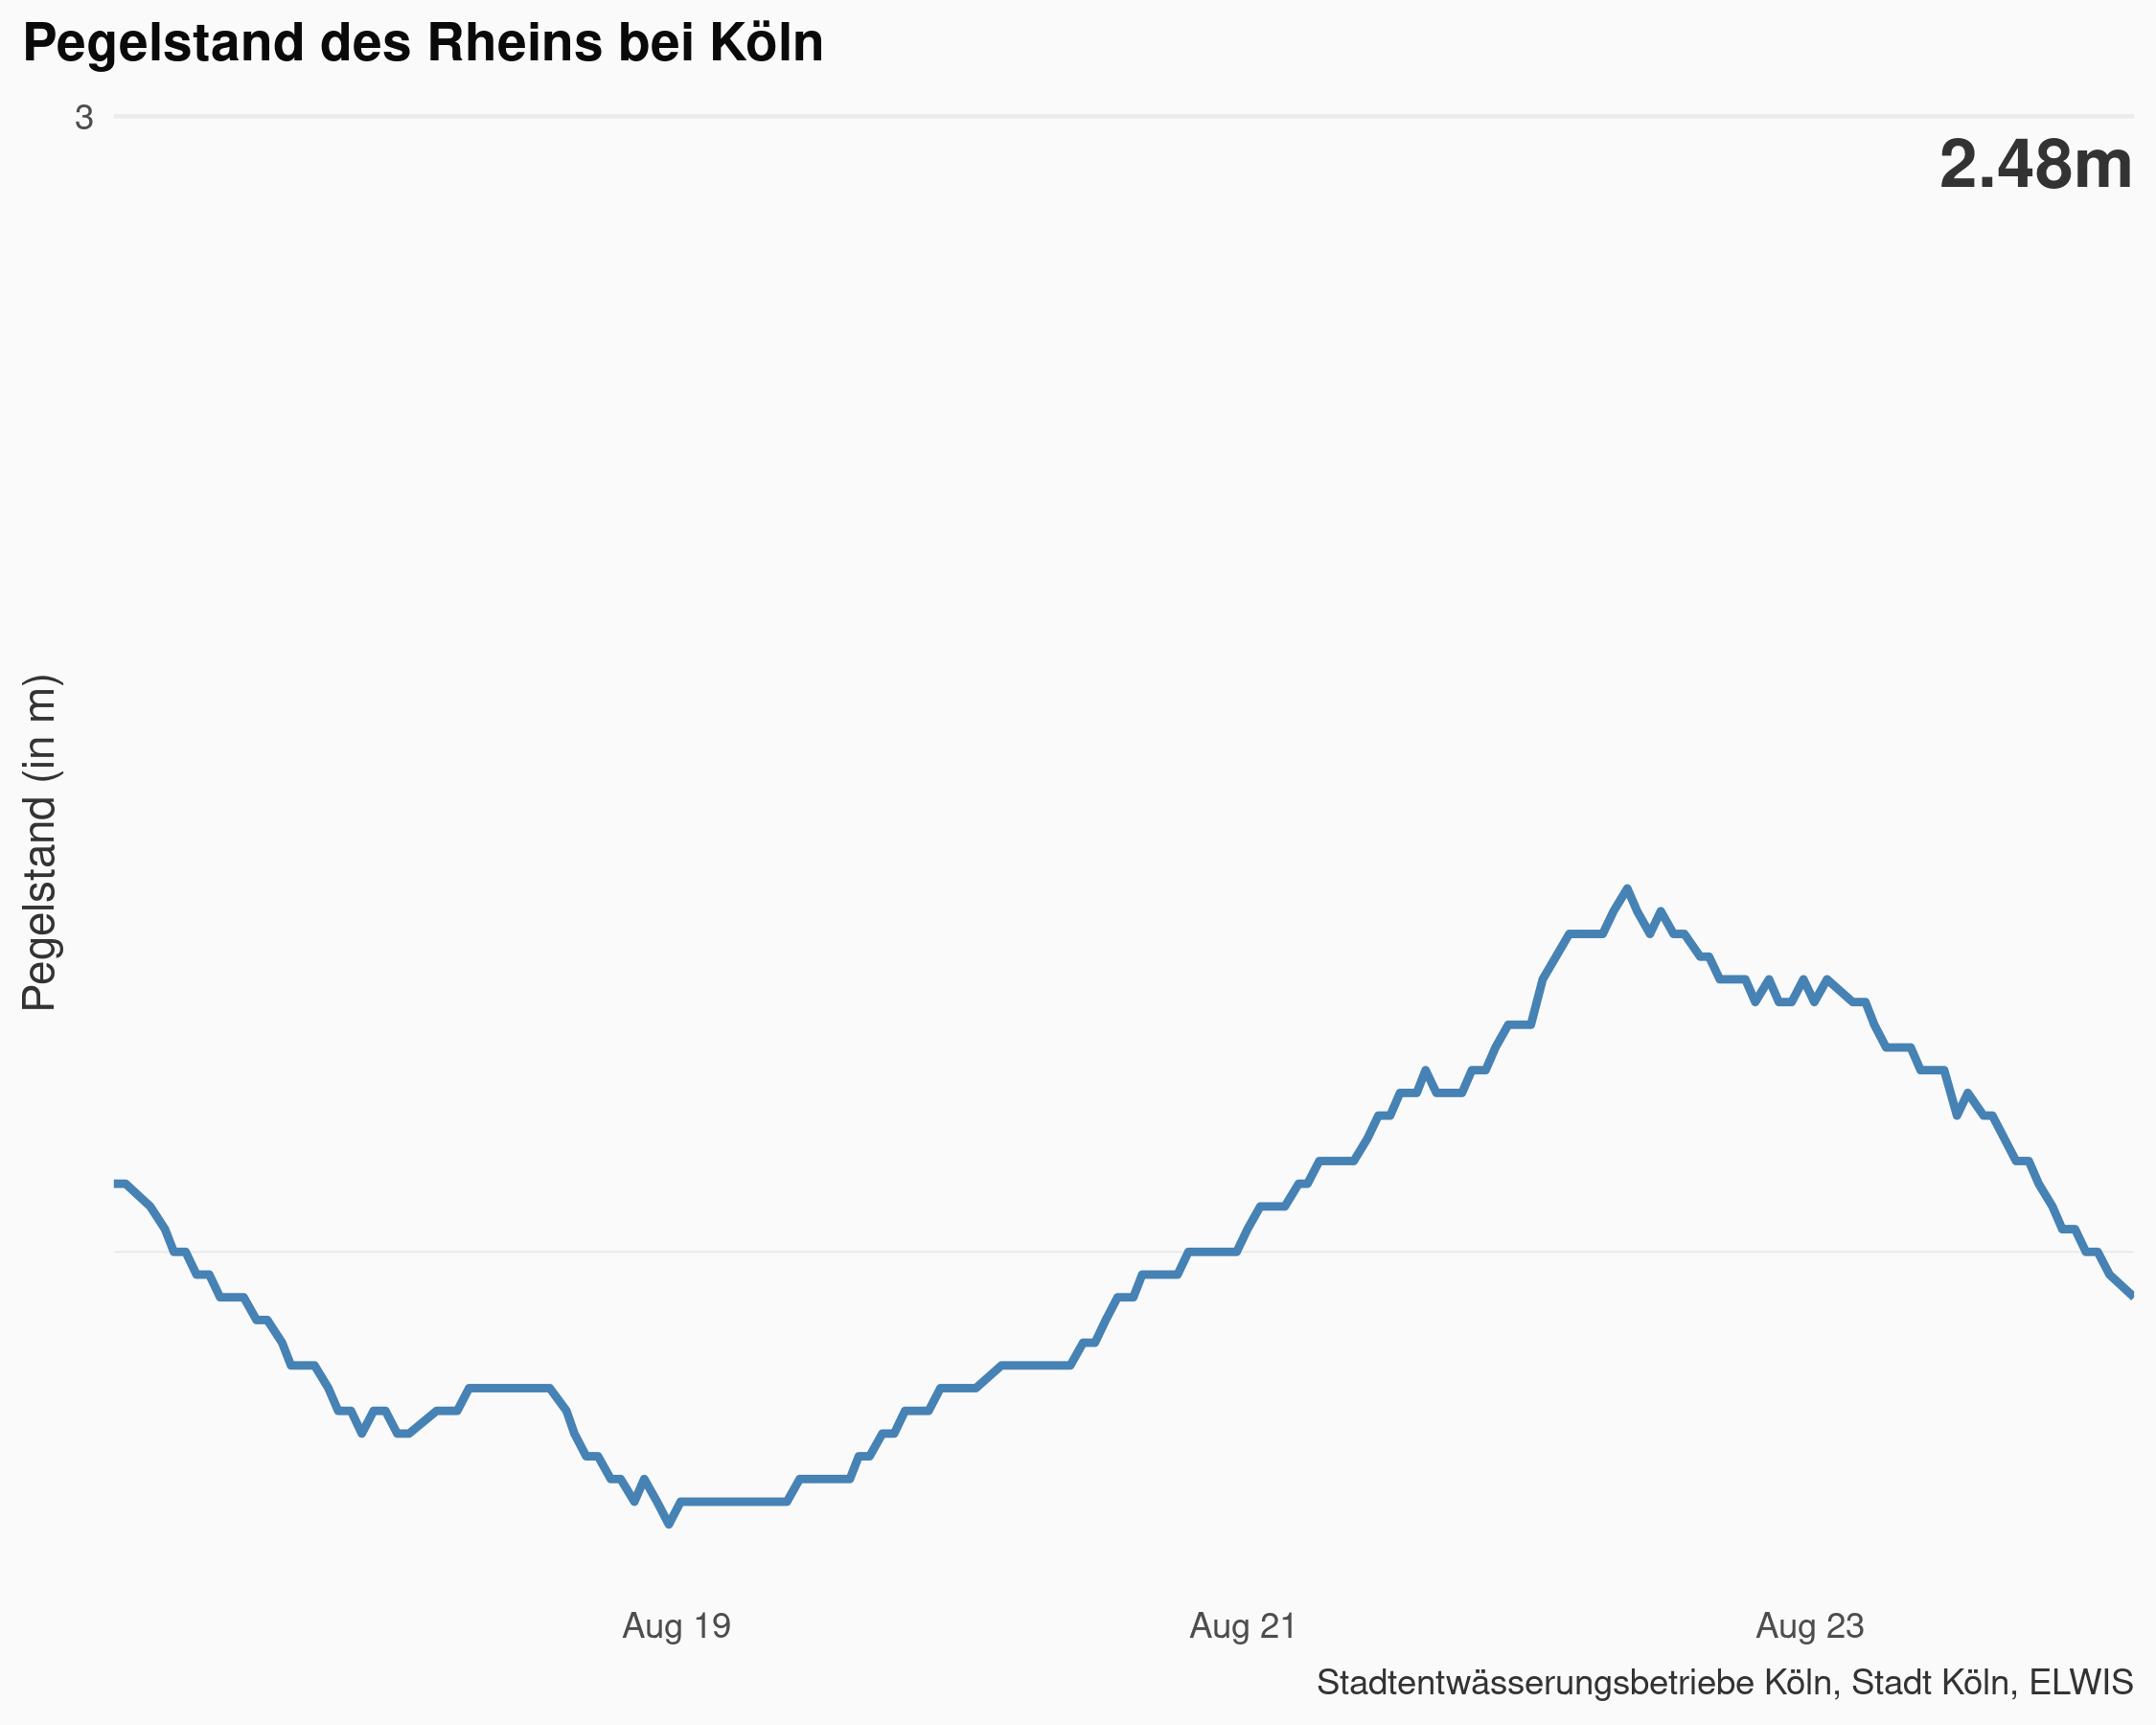 Pegelstand des Rheins bei Köln
3
2.48m
Pegelstand (in m)
Aug 19
Aug 21
Aug 23
Stadtentwässerungsbetriebe Köln, Stadt Köln, ELWIS